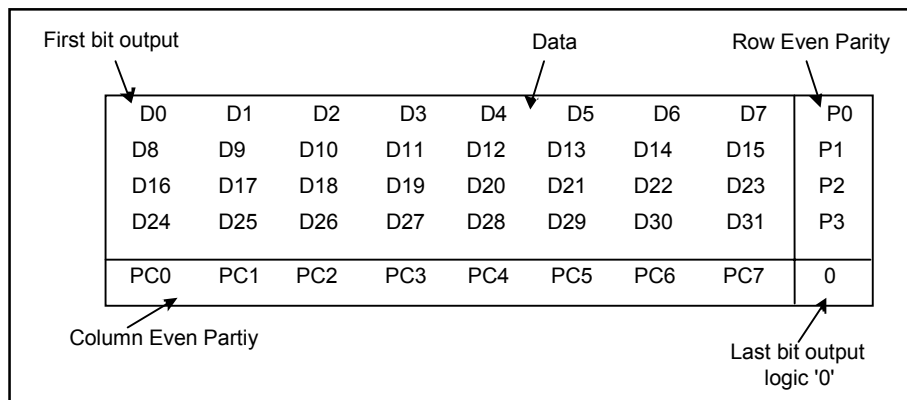 First bit output Data Row Even Parity
D0 D1 D2 D3 D4 D5 D6 D7 P0
D8 D9 D10 D11 D12 D13 D14 D15 P1
D16 D17 D18 D19 D20 D21 D22 D23 P2
D24 D25 D26 D27 D28 D29 D30 D31 P3
PC0 PC1 PC2 PC3 PC4 PC5 PC6 PC7 0
Column Even Partiy
Last bit output
logic '0'